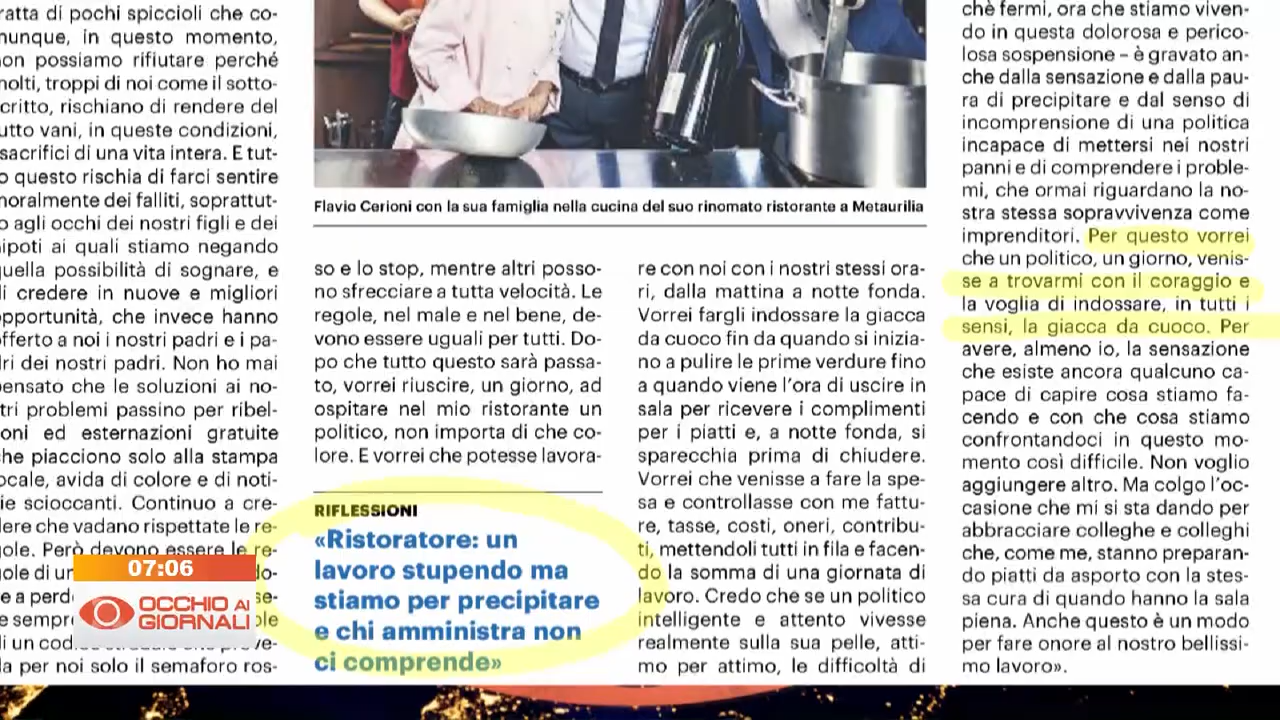 ratta di pochi spiccioli che co-
munque, in questo momento,
non possiamo rifiutare perché
molti, troppi di noi come il sotto-
scritto, rischiano di rendere del
tutto vani, in queste condizioni,
sacrifici di una vita intera. E tut-
o questo rischia di farci sentire
moralmente dei falliti, soprattut-
o agli occhi dei nostri figli e dei
nipoti ai quali stiamo negando
quella possibilità di sognare, e
di credere in nuove e migliori
opportunità, che invece hanno
offerto a noi i nostri padri e i pa-
dri dei nostri padri. Non ho mai
pensato che le soluzioni ai no-
tri problemi passino per ribel-
oni ed esternazioni gratuite
che piacciono solo alla stampa
locale, avida di colore e di noti-
ie scioccanti. Continuo a cre-
dere che vadano rispettate le re-
gole. Però devono essere le re-
gole di un
e a perd
e sempr
di un cod
da per noi solo il semaforo ros-
07:06
OCCHIO AI
GIORNALI
Flavio Cerioni con la sua famiglia nella cucina del suo rinomato ristorante a Metaurilia
so e lo stop, mentre altri posso-
no sfrecciare a tutta velocità. Le
regole, nel male e nel bene, de-
vono essere uguali per tutti. Do-
po che tutto questo sarà passa-
to, vorrei riuscire, un giorno, ad
ospitare nel mio ristorante un
politico, non importa di che co-
lore. E vorrei che potesse lavora-
RIFLESSIONI
«Ristoratore: un
lavoro stupendo ma
stiamo per precipitare
e chi amministra non
ci comprende»
re con noi con i nostri stessi ora-
ri, dalla mattina a notte fonda.
Vorrei fargli indossare la giacca
da cuoco fin da quando si inizia-
no a pulire le prime verdure fino
a quando viene l'ora di uscire in
sala per ricevere i complimenti
per i piatti e, a notte fonda, si
sparecchia prima di chiudere.
Vorrei che venisse a fare la spe-
sa e controllasse con me fattu-
re, tasse, costi, oneri, contribu-
ti, mettendoli tutti in fila e facen-
do la somma di una giornata di
lavoro. Credo che se un politico
intelligente e attento vivesse
realmente sulla sua pelle, atti-
mo per attimo, le difficoltà di
chè fermi, ora che stiamo viven-
do in questa dolorosa e perico-
losa sospensione – è gravato an-
che dalla sensazione e dalla pau-
ra di precipitare e dal senso di
incomprensione di una politica
incapace di mettersi nei nostri
panni e di comprendere i proble-
mi, che ormai riguardano la no-
stra stessa sopravvivenza come
imprenditori. Per questo vorrei
che un politico, un giorno, venis-
se a trovarmi con il coraggio e
la voglia di indossare, in tutti i
sensi, la giacca da cuoco. Per
avere, almeno io, la sensazione
che esiste ancora qualcuno ca-
pace di capire cosa stiamo fa-
cendo e con che cosa stiamo
confrontandoci in questo mo-
mento così difficile. Non voglio
aggiungere altro. Ma colgo l'oc-
casione che mi si sta dando per
abbracciare colleghe e colleghi
che, come me, stanno preparan-
do piatti da asporto con la stes-
sa cura di quando hanno la sala
piena. Anche questo è un modo
per fare onore al nostro bellissi-
mo lavoro».